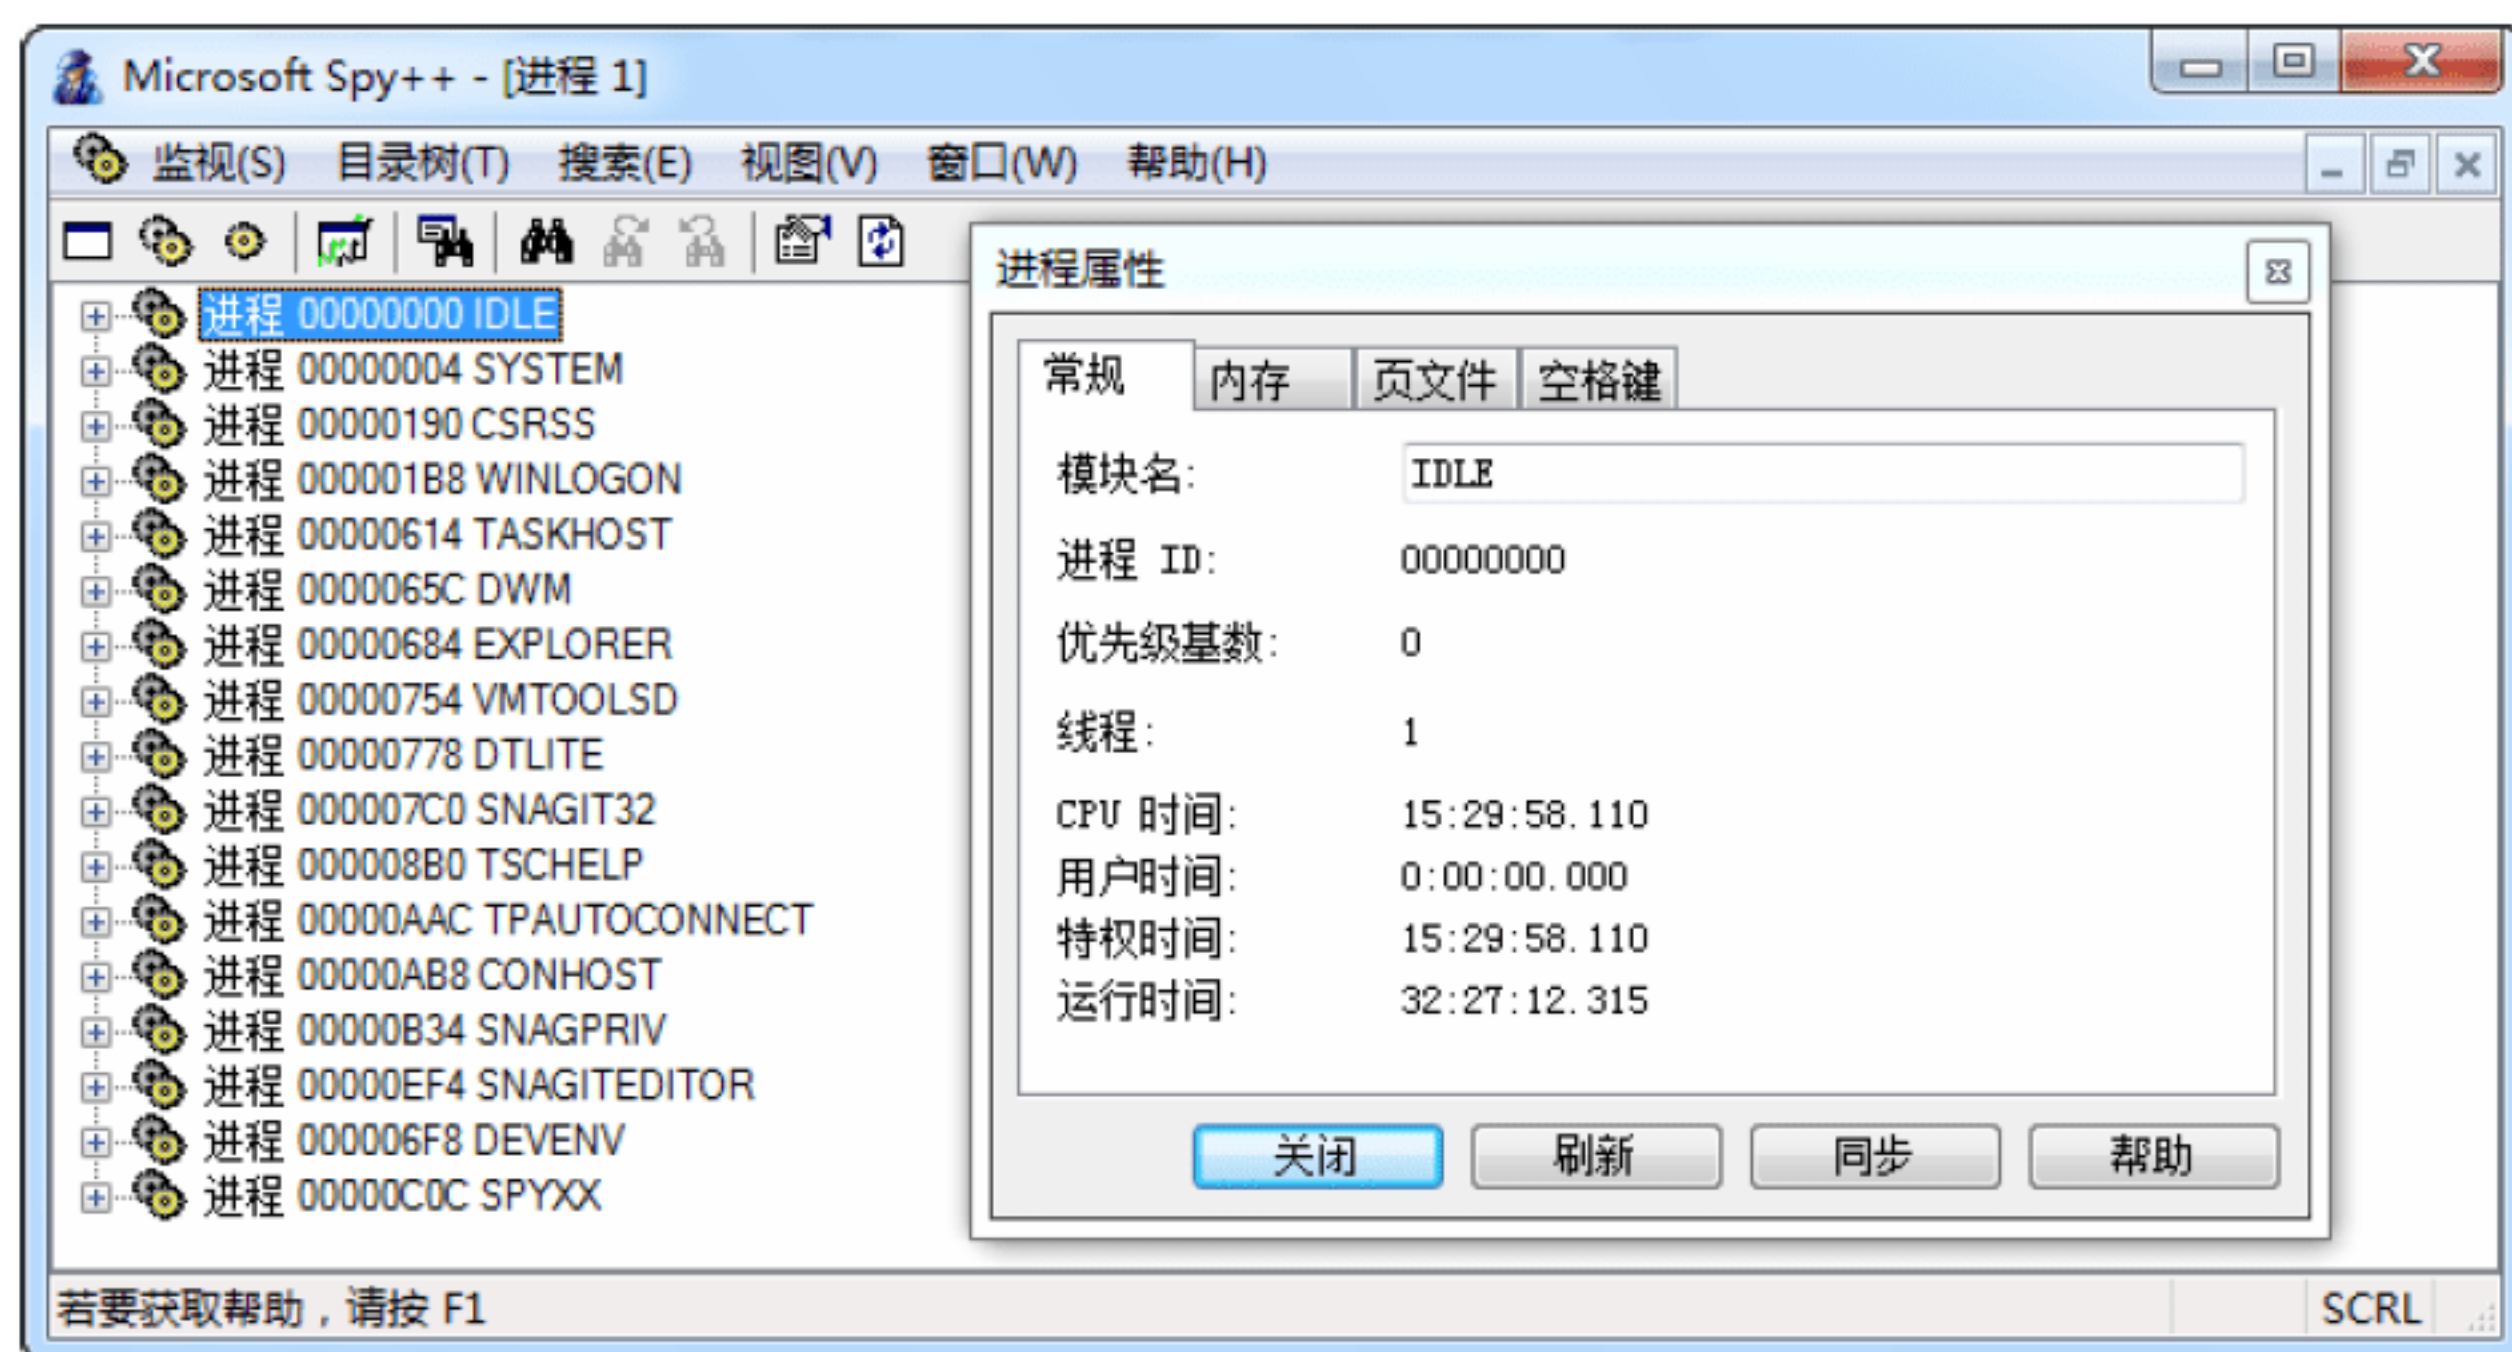 Microsoft Spy++ - [进程 1]
监视(S) 目录树(T) 搜索(E) 视图(V) 窗口(W) 帮助(H)
进程 00000000 IDLE
进程 00000004 SYSTEM
进程 00000190 CSRSS
进程 000001B8 WINLOGON
进程 00000614 TASKHOST
进程 0000065C DWM
进程 00000684 EXPLORER
进程 00000754 VMTOOLSD
进程 00000778 DTLITE
进程 000007C0 SNAGIT32
进程 000008B0 TSCHELP
进程 00000AAC TPAUTOCONNECT
进程 00000AB8 CONHOST
进程 00000B34 SNAGPRIV
进程 00000EF4 SNAGITEDITOR
进程 000006F8 DEVENV
进程 00000C0C SPYXX
进程属性
常规 内存 页文件 空格键
模块名: IDLE
进程 ID: 00000000
优先级基数: 0
线程: 1
CPU 时间: 15:29:58.110
用户时间: 0:00:00.000
特权时间: 15:29:58.110
运行时间: 32:27:12.315
关闭 刷新 同步 帮助
若要获取帮助，请按 F1 SCRL